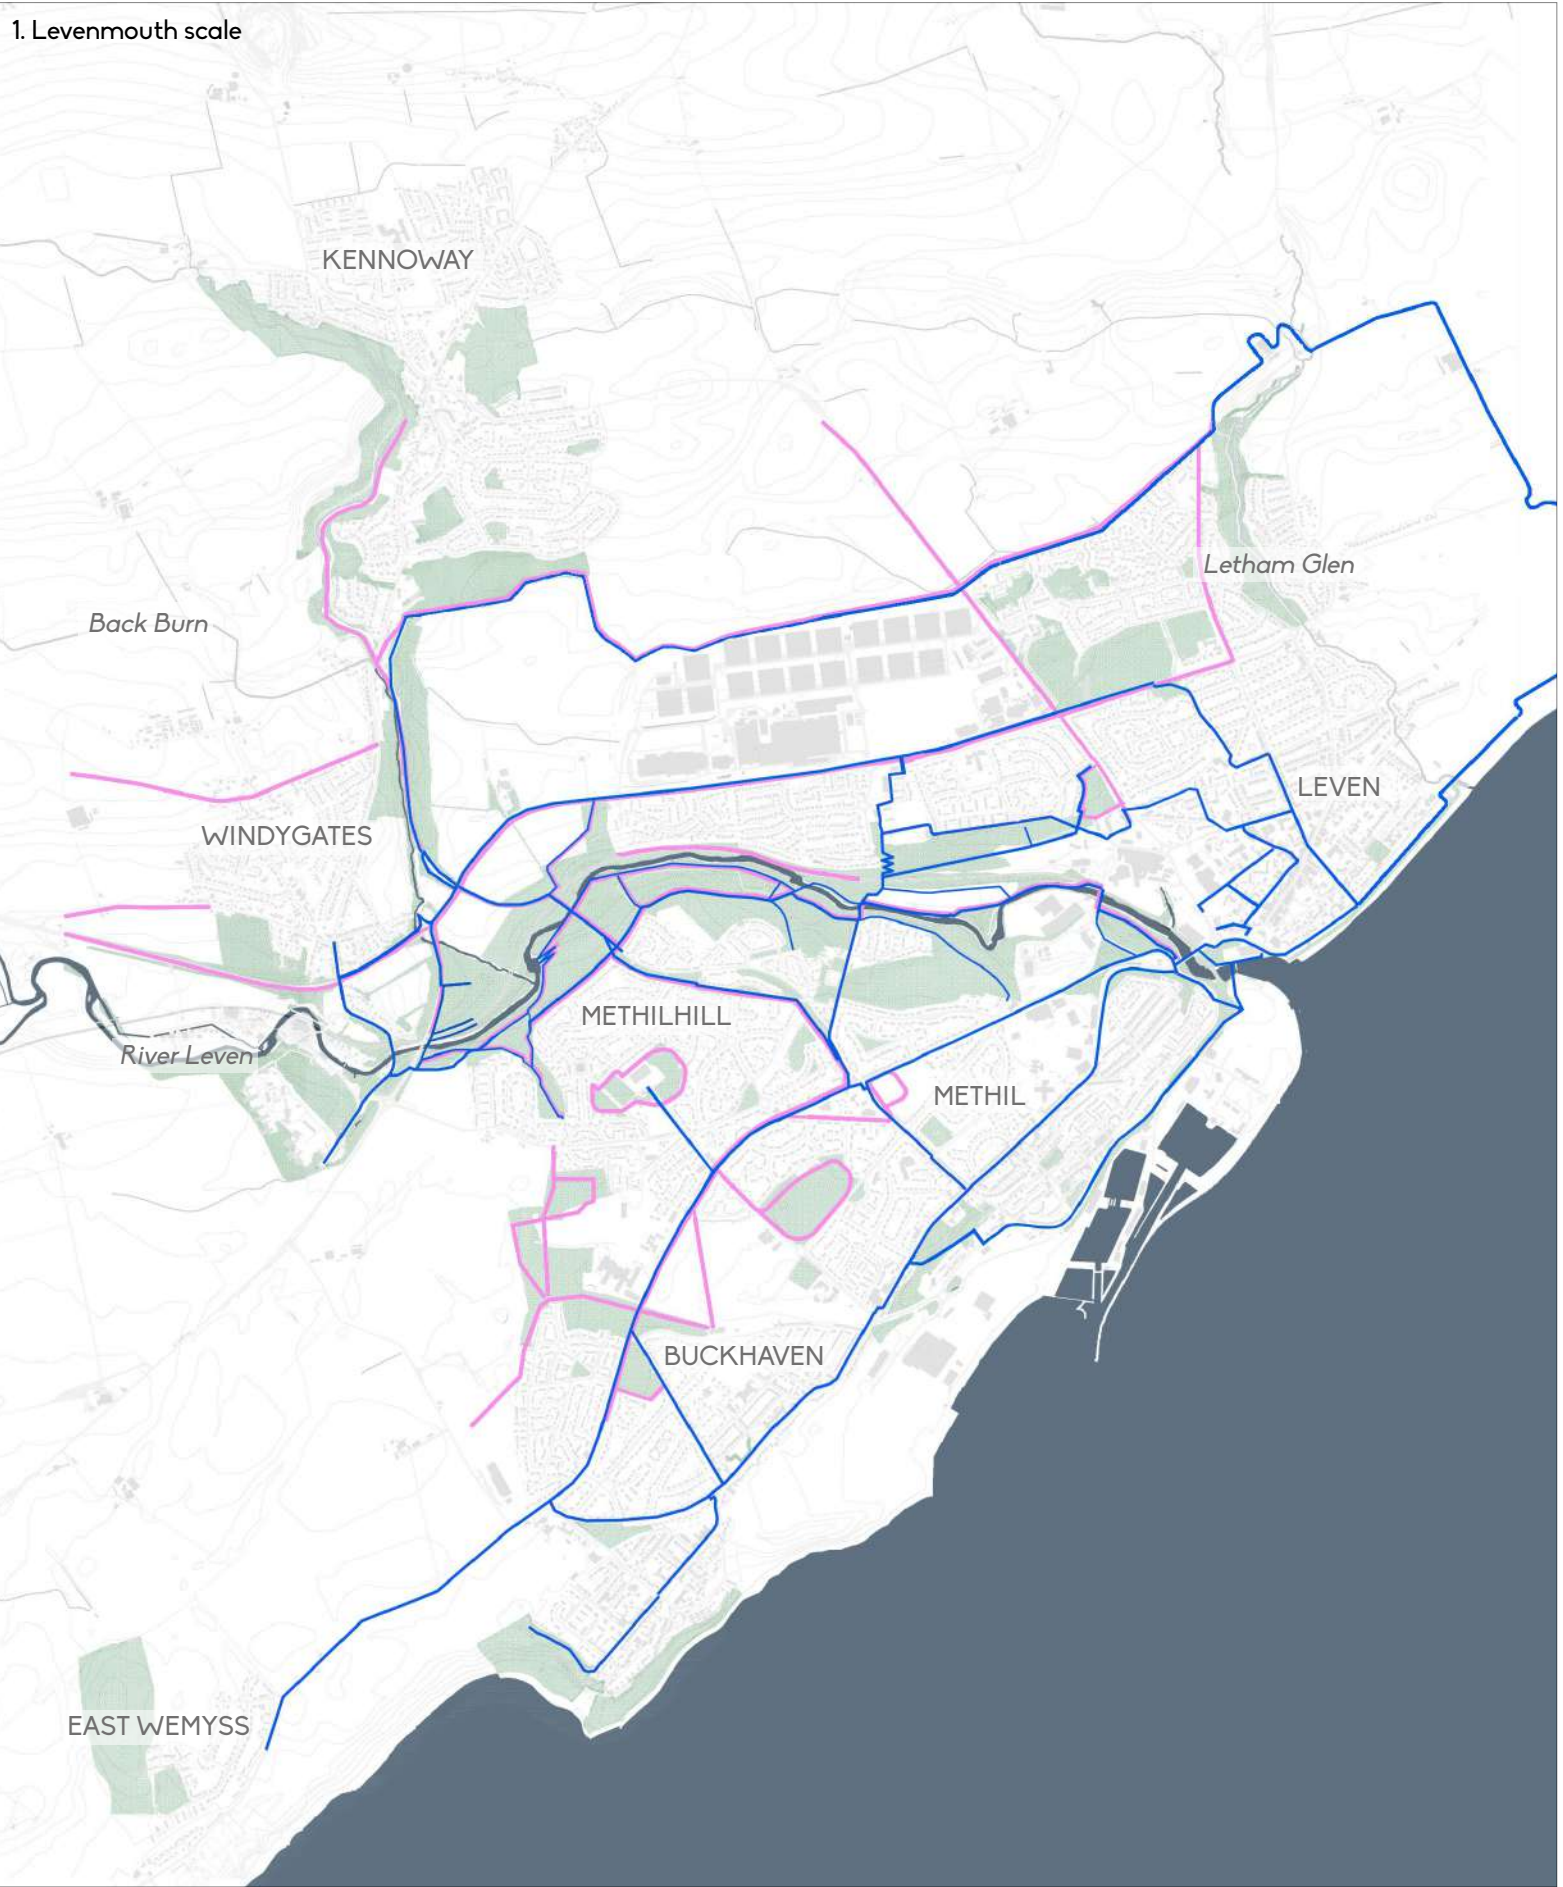 1. Levenmouth scale
KENNOWAY
Letham Glen
Back Burn
LEVEN
WINDYGATES
METHILHILL
River Leven
METHIL
BUCKHAVEN
EAST WEMYSS